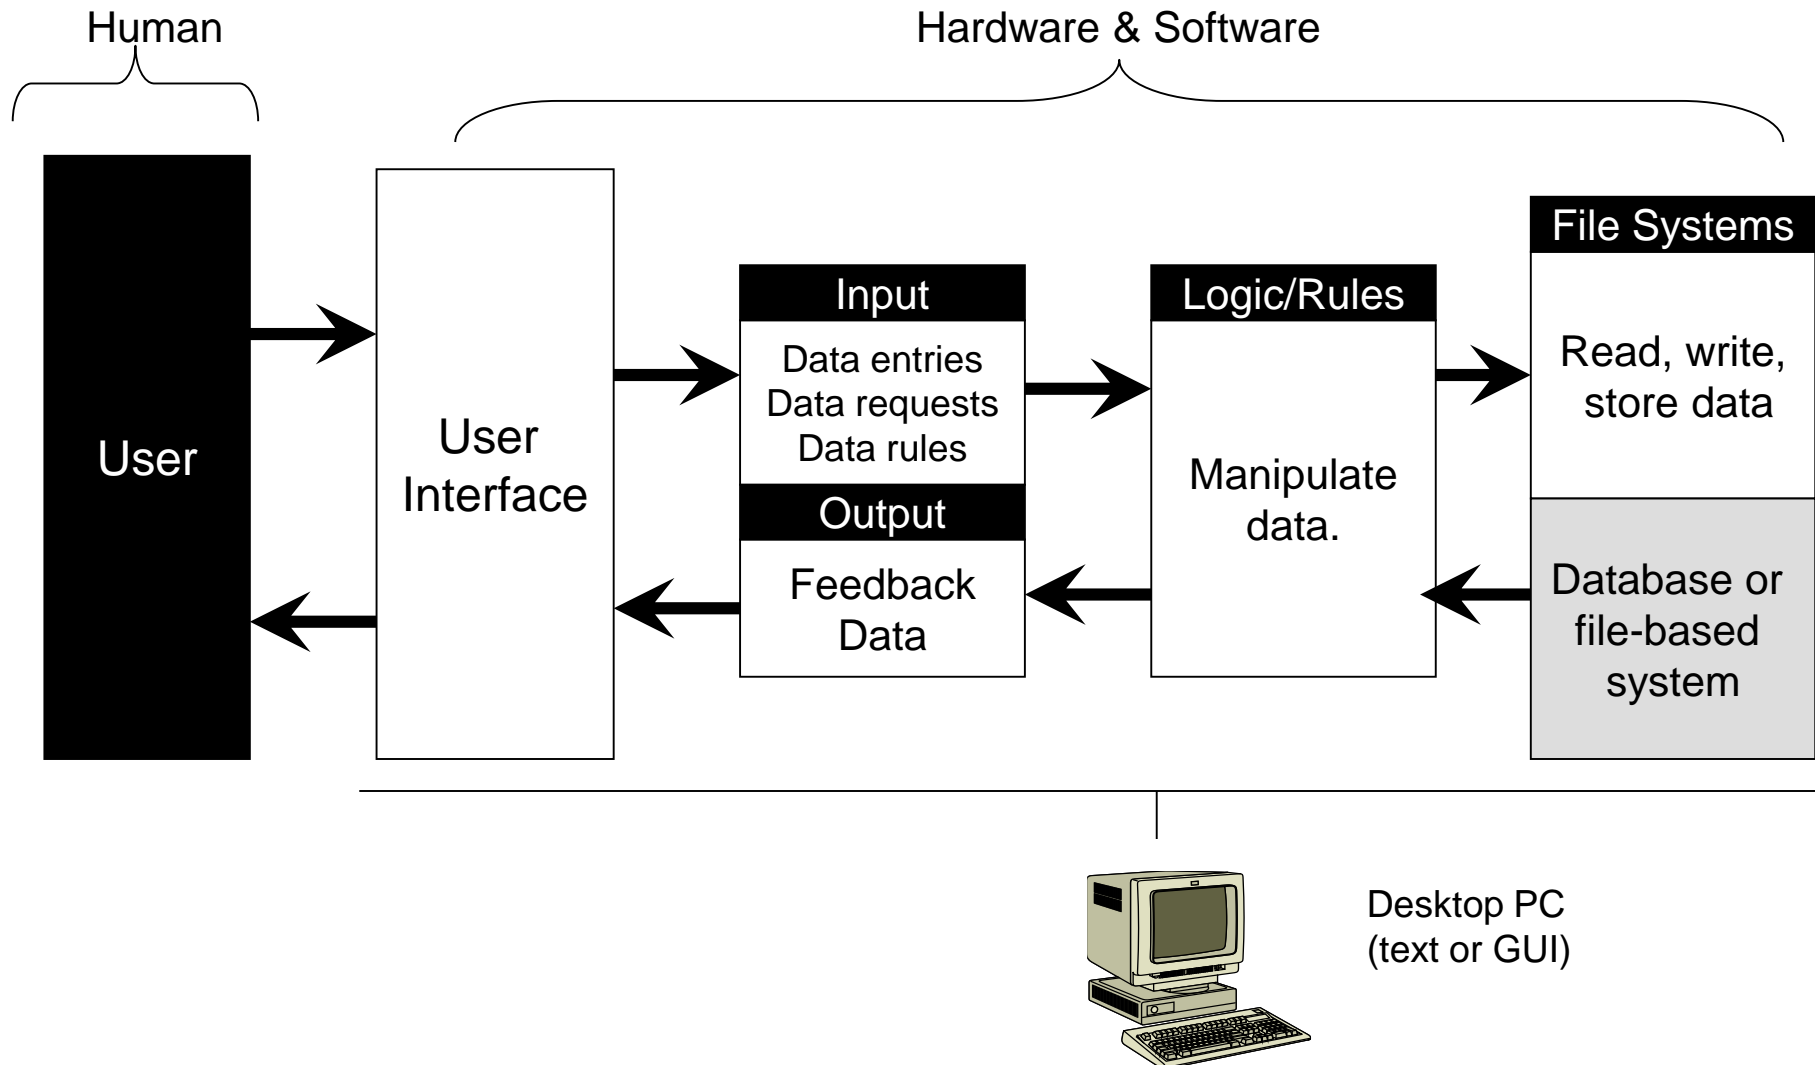 Human
Hardware & Software
User
User
Interface
Input
Data entries
Data requests
Data rules
Output
Feedback
Data
Logic/Rules
Manipulate
data.
File Systems
Read, write,
store data
Database or
file-based
system
Desktop PC
(text or GUI)